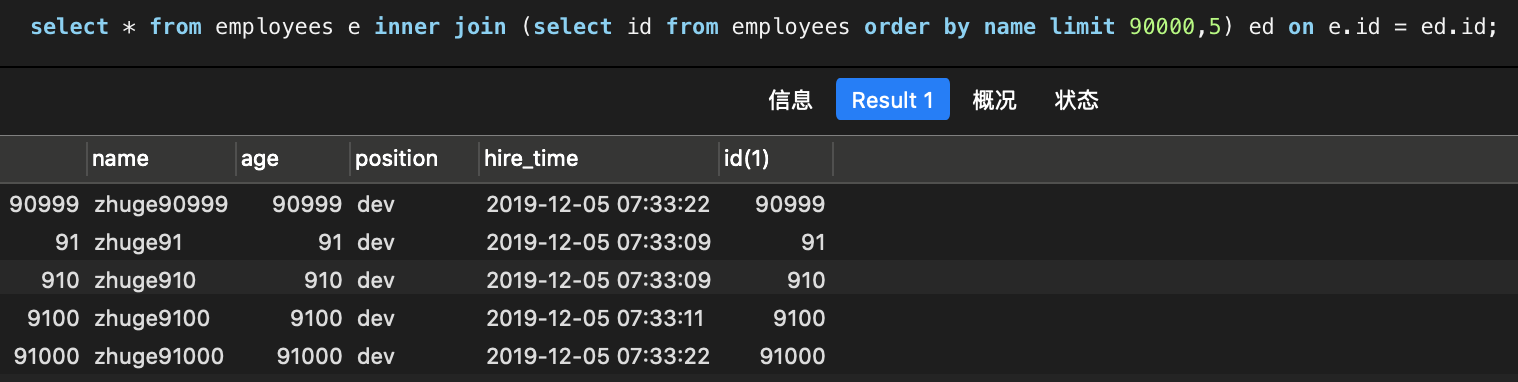 select * from employees e inner join (select id from employees order by name limit 90000,5) ed on e.id = ed.id;
信息 Result 1 概况 状态
name age position hire_time id(1)
90999 zhuge90999 90999 dev 2019-12-05 07:33:22 90999
91 zhuge91 91 dev 2019-12-05 07:33:09 91
910 zhuge910 910 dev 2019-12-05 07:33:09 910
9100 zhuge9100 9100 dev 2019-12-05 07:33:11 9100
91000 zhuge91000 91000 dev 2019-12-05 07:33:22 91000